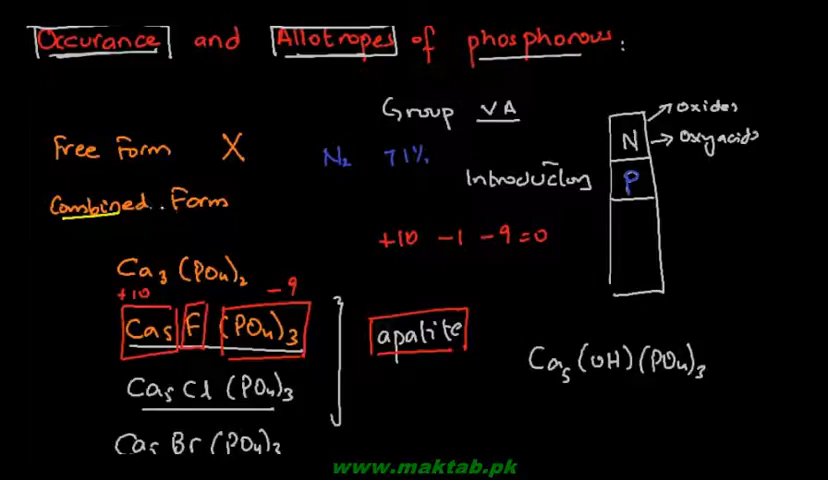 Occurance and Allotropes of phosphorous:
Group VA
Oxides
Oxyacids
N
P
Free Form X
N2 71%
Introductory
Combined.. Form
+10 -1 -9 = 0
Ca3 (PO4)2
+10 -9
Ca5 F (PO4)3
apatite
Ca5 (OH) (PO4)3
Ca5 Cl (PO4)3
Ca5 Br (PO4)3
www.maktab.pk